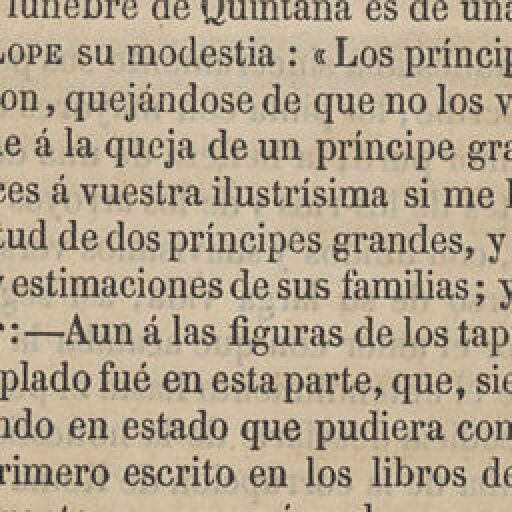 funebre de Quintana es de una
LOPE su modestia : « Los príncip
on, quejándose de que no los v
e á la queja de un príncipe gra
ces á vuestra ilustrísima si me
tud de dos príncipes grandes, y
y estimaciones de sus familias; y
:—Aun á las figuras de los tap
plado fué en esta parte, que, sie
ndo en estado que pudiera con
rimero escrito en los libros de